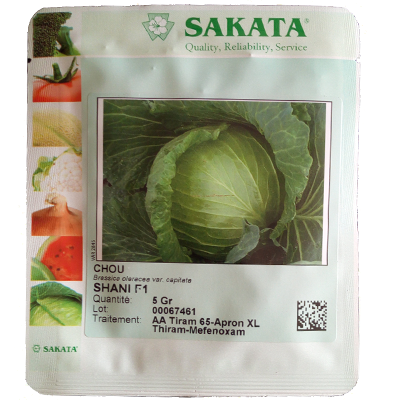 SAKATA®
Quality, Reliability, Service
CHOU
Brassica oleracea var. capitata
SHANI F1
Quantité: 5 Gr
Lot: 00067461
Traitement: AA Tiram 65-Apron XL
Thiram-Mefenoxam
SAKATA®